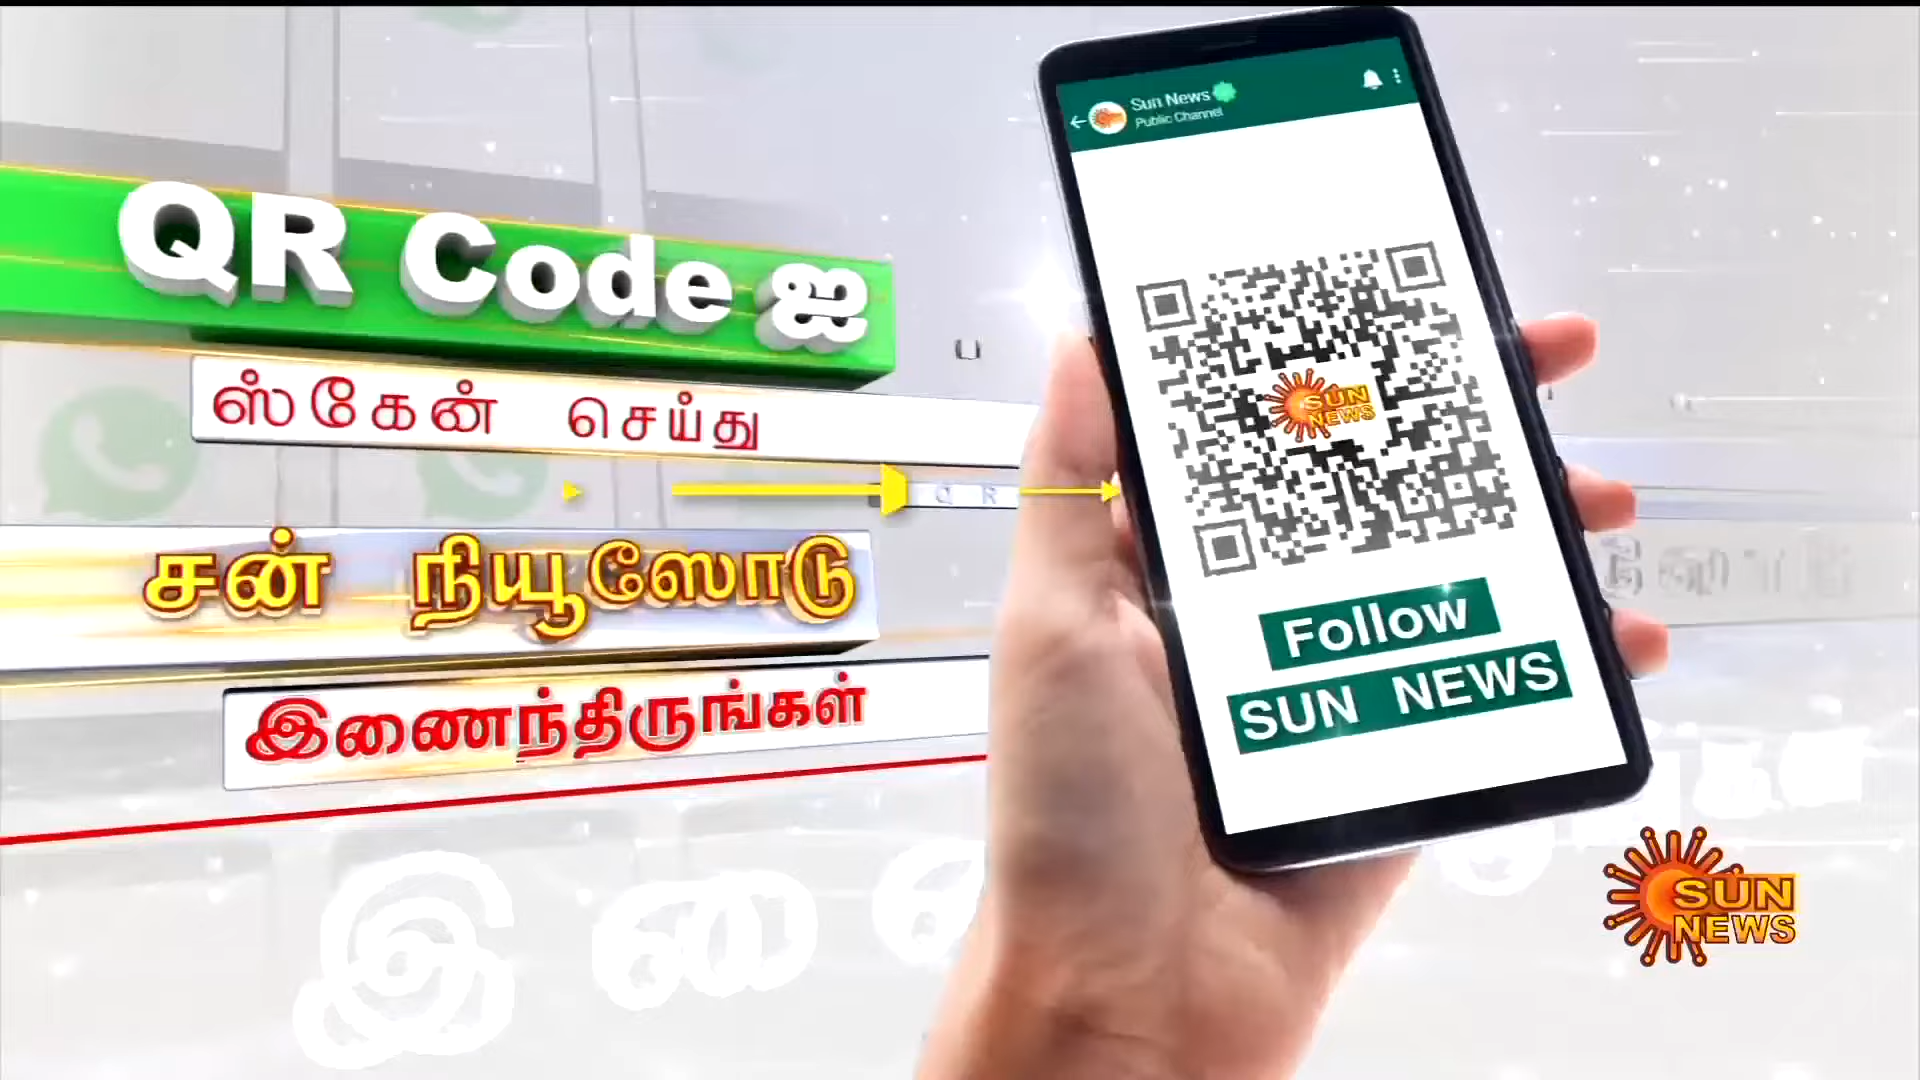 QR Code ஐ
ஸ்கேன் செய்து
சன் நியூஸோடு
இணைந்திருங்கள்
Sun News
Public Channel
SUN
NEWS
Follow
SUN NEWS
SUN
NEWS